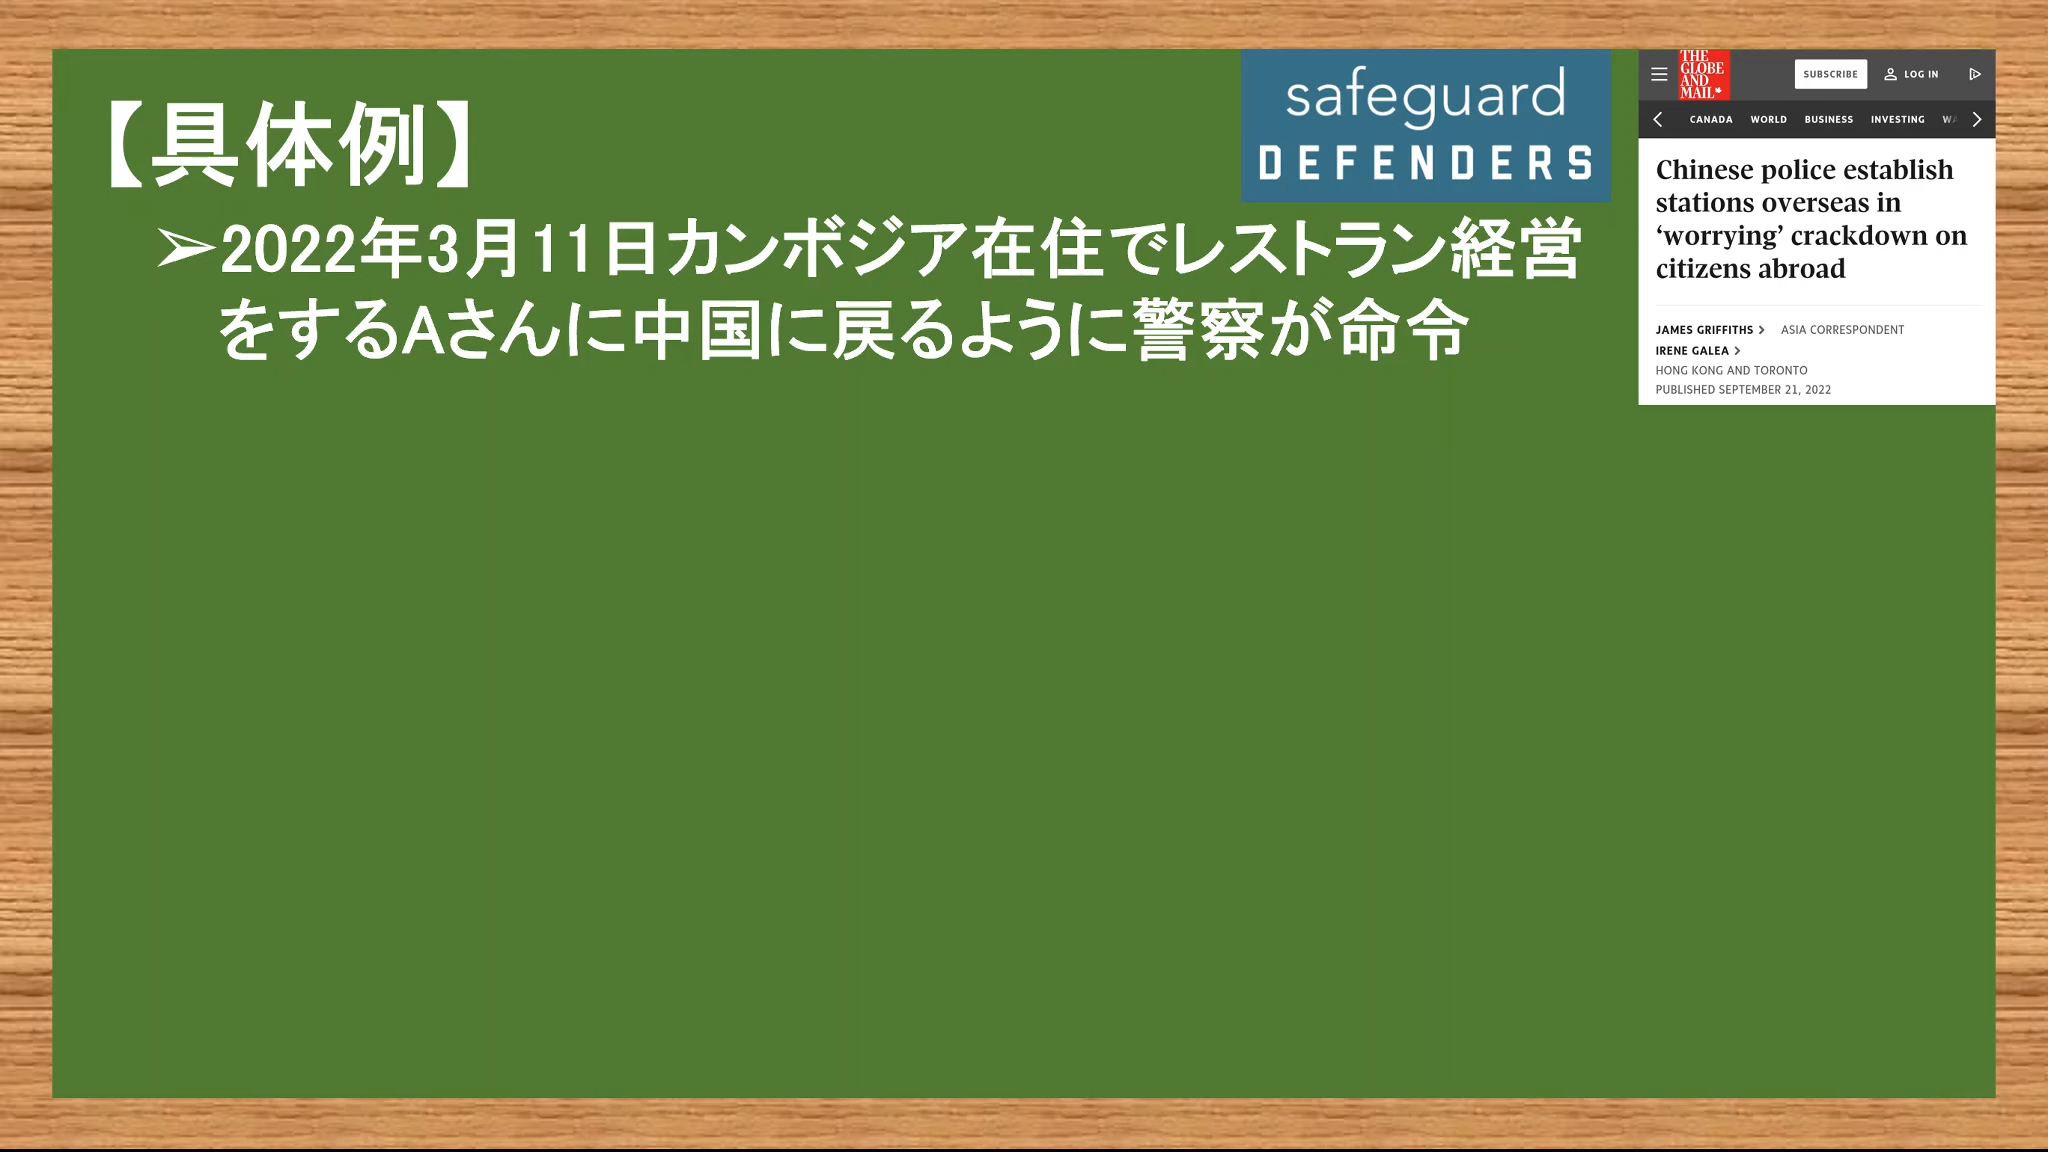 【具体例】
➢2022年3月11日カンボジア在住でレストラン経営
をするAさんに中国に戻るように警察が命令
safeguard
DEFENDERS
THE
GLOBE
AND
MAIL
SUBSCRIBE
LOG IN
CANADA WORLD BUSINESS INVESTING
Chinese police establish
stations overseas in
‘worrying’ crackdown on
citizens abroad
JAMES GRIFFITHS > ASIA CORRESPONDENT
IRENE GALEA >
HONG KONG AND TORONTO
PUBLISHED SEPTEMBER 21, 2022